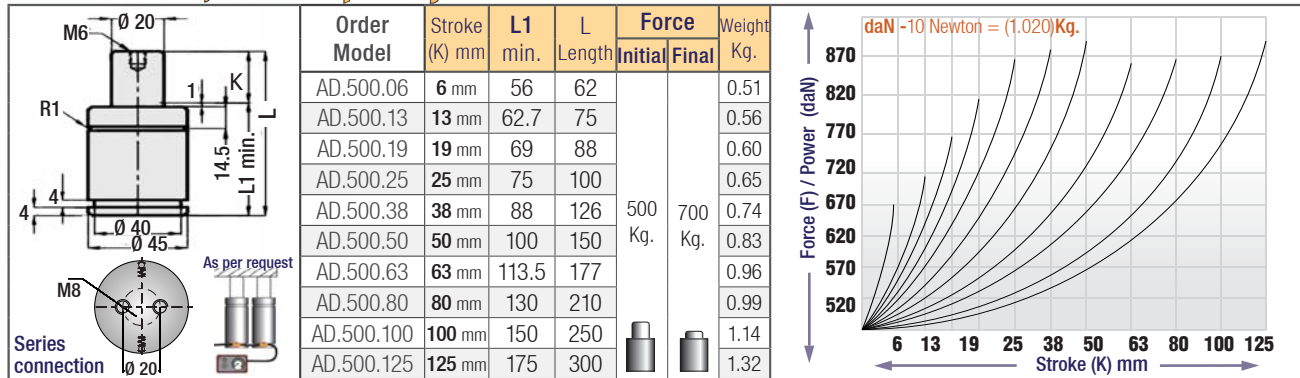 Ø 20
M6
1
K
R1
L
14.5
L1 min.
4
4
Ø 40
Ø 45
As per request
M8
Series
connection
Ø 20
Order Model Stroke (K) mm L1 min. L Length Force Initial Final Weight Kg.
AD.500.06 6 mm 56 62 0.51
AD.500.13 13 mm 62.7 75 0.56
AD.500.19 19 mm 69 88 0.60
AD.500.25 25 mm 75 100 0.65
AD.500.38 38 mm 88 126 0.74
500 Kg. 700 Kg.
AD.500.50 50 mm 100 150 0.83
AD.500.63 63 mm 113.5 177 0.96
AD.500.80 80 mm 130 210 0.99
AD.500.100 100 mm 150 250 1.14
AD.500.125 125 mm 175 300 1.32
daN -10 Newton = (1.020)Kg.
Force (F) / Power (daN)
870
820
770
720
670
620
570
520
6 13 19 25 38 50 63 80 100 125
Stroke (K) mm